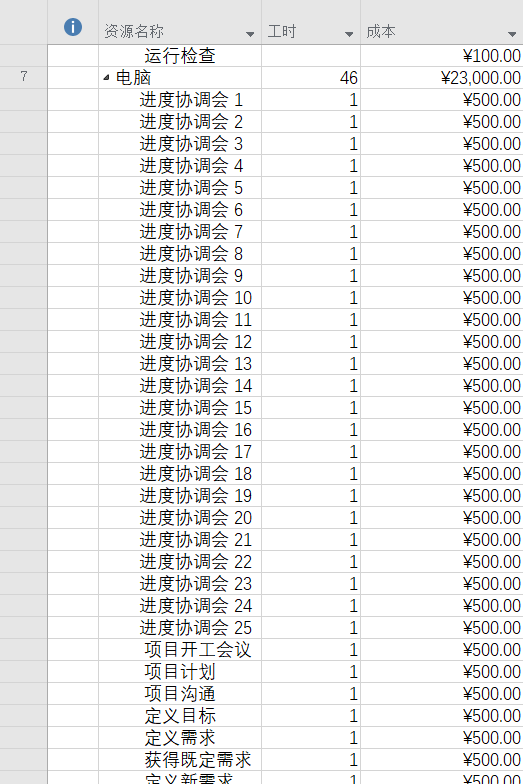 资源名称 工时 成本
运行检查 ¥100.00
7 电脑 46 ¥23,000.00
进度协调会 1 1 ¥500.00
进度协调会 2 1 ¥500.00
进度协调会 3 1 ¥500.00
进度协调会 4 1 ¥500.00
进度协调会 5 1 ¥500.00
进度协调会 6 1 ¥500.00
进度协调会 7 1 ¥500.00
进度协调会 8 1 ¥500.00
进度协调会 9 1 ¥500.00
进度协调会 10 1 ¥500.00
进度协调会 11 1 ¥500.00
进度协调会 12 1 ¥500.00
进度协调会 13 1 ¥500.00
进度协调会 14 1 ¥500.00
进度协调会 15 1 ¥500.00
进度协调会 16 1 ¥500.00
进度协调会 17 1 ¥500.00
进度协调会 18 1 ¥500.00
进度协调会 19 1 ¥500.00
进度协调会 20 1 ¥500.00
进度协调会 21 1 ¥500.00
进度协调会 22 1 ¥500.00
进度协调会 23 1 ¥500.00
进度协调会 24 1 ¥500.00
进度协调会 25 1 ¥500.00
项目开工会议 1 ¥500.00
项目计划 1 ¥500.00
项目沟通 1 ¥500.00
定义目标 1 ¥500.00
定义需求 1 ¥500.00
获得既定需求 1 ¥500.00
定义新需求 1 ¥500.00